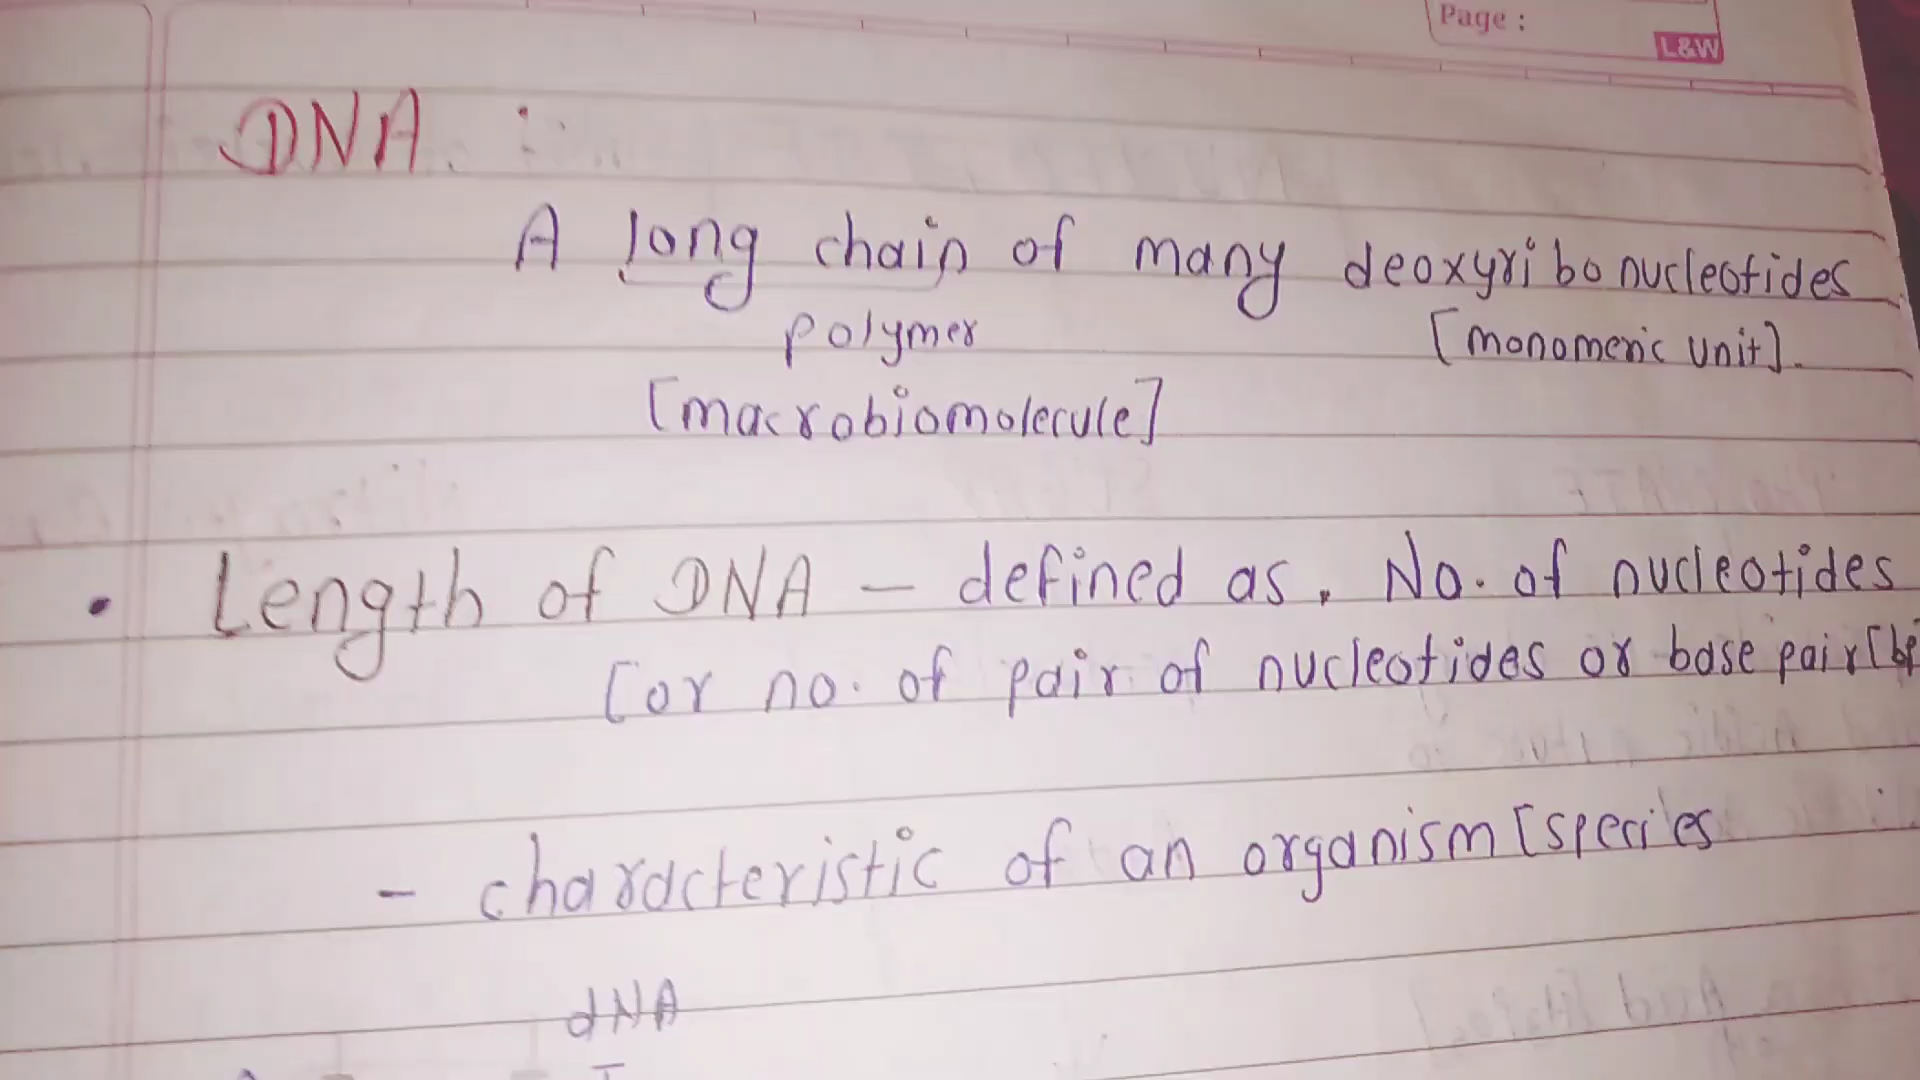 Page :
L&W
DNA :
A long chain of many deoxyribonucleotides
polymer [monomeric unit].
[macrobiomolecule]
• Length of DNA – defined as. No. of nucleotides
[or no. of pair of nucleotides or base pair [bp
- characteristic of an organism [species
dNA